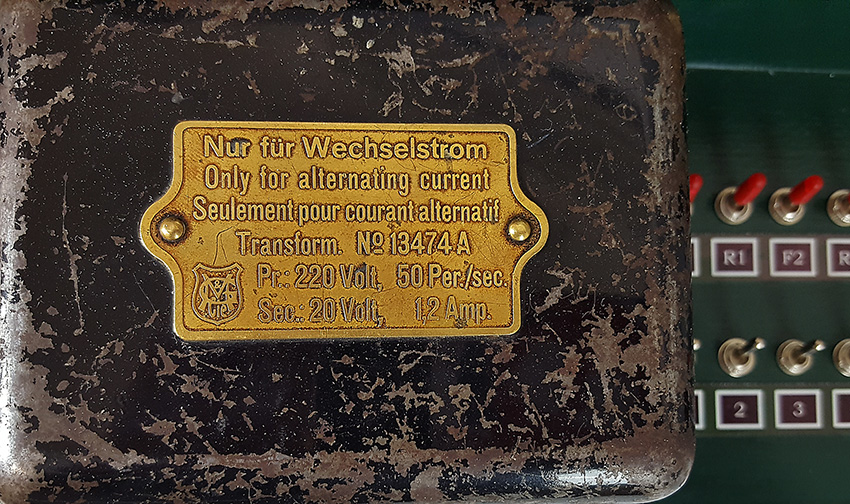 Nur für Wechselstrom
Only for alternating current
Seulement pour courant alternatif
Transform. No 13474 A
Pr.: 220 Volt, 50 Per./sec.
Sec.: 20 Volt, 1,2 Amp.
R1 F2 R
2 3